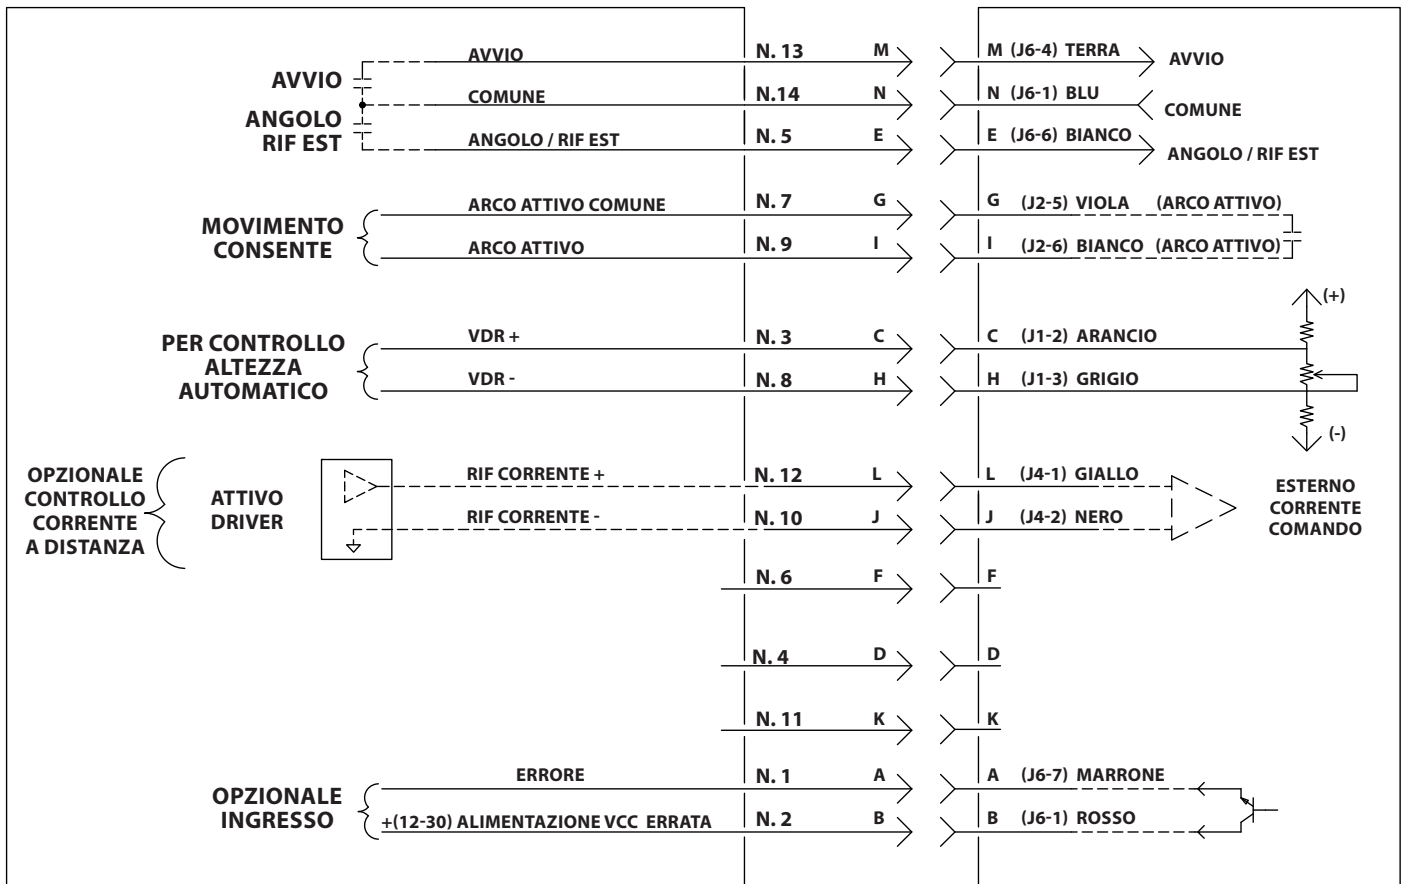 AVVIO N. 13 M M (J6-4) TERRA AVVIO
AVVIO
COMUNE N.14 N N (J6-1) BLU COMUNE
ANGOLO
RIF EST
ANGOLO / RIF EST N. 5 E E (J6-6) BIANCO ANGOLO / RIF EST
ARCO ATTIVO COMUNE N. 7 G G (J2-5) VIOLA (ARCO ATTIVO)
MOVIMENTO
CONSENTE
ARCO ATTIVO N. 9 I I (J2-6) BIANCO (ARCO ATTIVO)
(+)
VDR + N. 3 C C (J1-2) ARANCIO
PER CONTROLLO
ALTEZZA
AUTOMATICO
VDR - N. 8 H H (J1-3) GRIGIO
(-)
OPZIONALE
CONTROLLO
CORRENTE
A DISTANZA
ATTIVO
DRIVER
RIF CORRENTE + N. 12 L L (J4-1) GIALLO
RIF CORRENTE - N. 10 J J (J4-2) NERO
ESTERNO
CORRENTE
COMANDO
N. 6 F F
N. 4 D D
N. 11 K K
ERRORE N. 1 A A (J6-7) MARRONE
OPZIONALE
INGRESSO
+(12-30) ALIMENTAZIONE VCC ERRATA N. 2 B B (J6-1) ROSSO